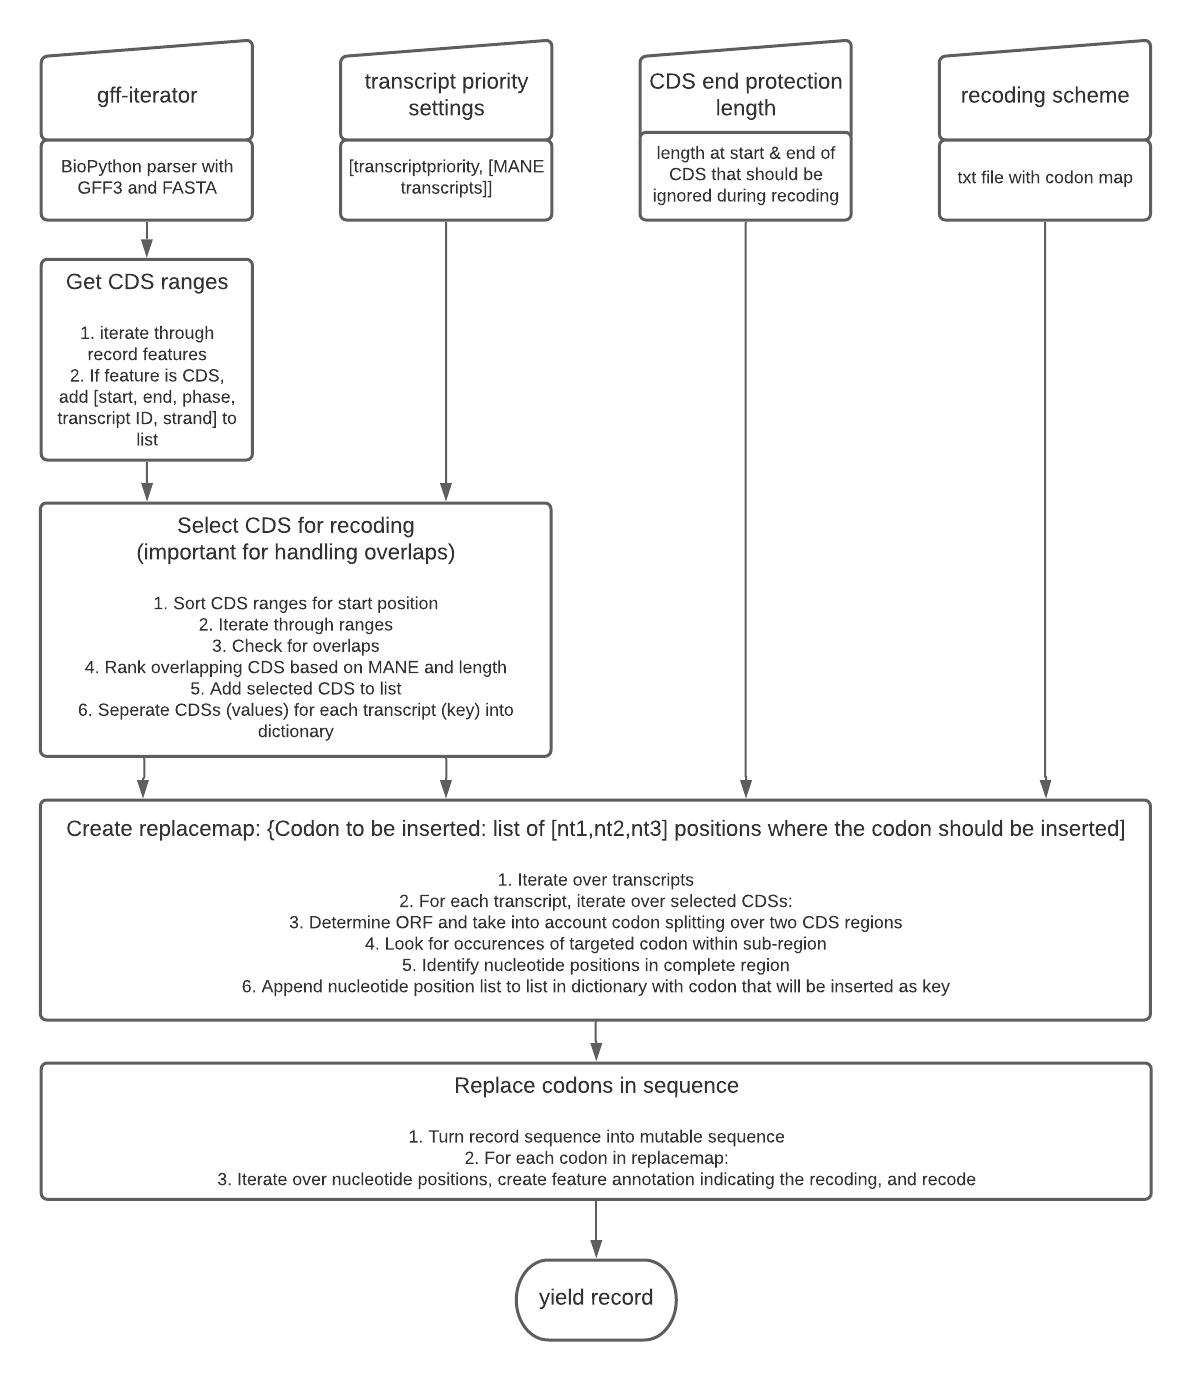 gff-iterator
BioPython parser with
GFF3 and FASTA
transcript priority
settings
[transcriptpriority, [MANE
transcripts]]
CDS end protection
length
length at start & end of
CDS that should be
ignored during recoding
recoding scheme
txt file with codon map
Get CDS ranges
1. iterate through
record features
2. If feature is CDS,
add [start, end, phase,
transcript ID, strand] to
list
Select CDS for recoding
(important for handling overlaps)
1. Sort CDS ranges for start position
2. Iterate through ranges
3. Check for overlaps
4. Rank overlapping CDS based on MANE and length
5. Add selected CDS to list
6. Seperate CDSs (values) for each transcript (key) into
dictionary
Create replacemap: {Codon to be inserted: list of [nt1,nt2,nt3] positions where the codon should be inserted]
1. Iterate over transcripts
2. For each transcript, iterate over selected CDSs:
3. Determine ORF and take into account codon splitting over two CDS regions
4. Look for occurences of targeted codon within sub-region
5. Identify nucleotide positions in complete region
6. Append nucleotide position list to list in dictionary with codon that will be inserted as key
Replace codons in sequence
1. Turn record sequence into mutable sequence
2. For each codon in replacemap:
3. Iterate over nucleotide positions, create feature annotation indicating the recoding, and recode
yield record